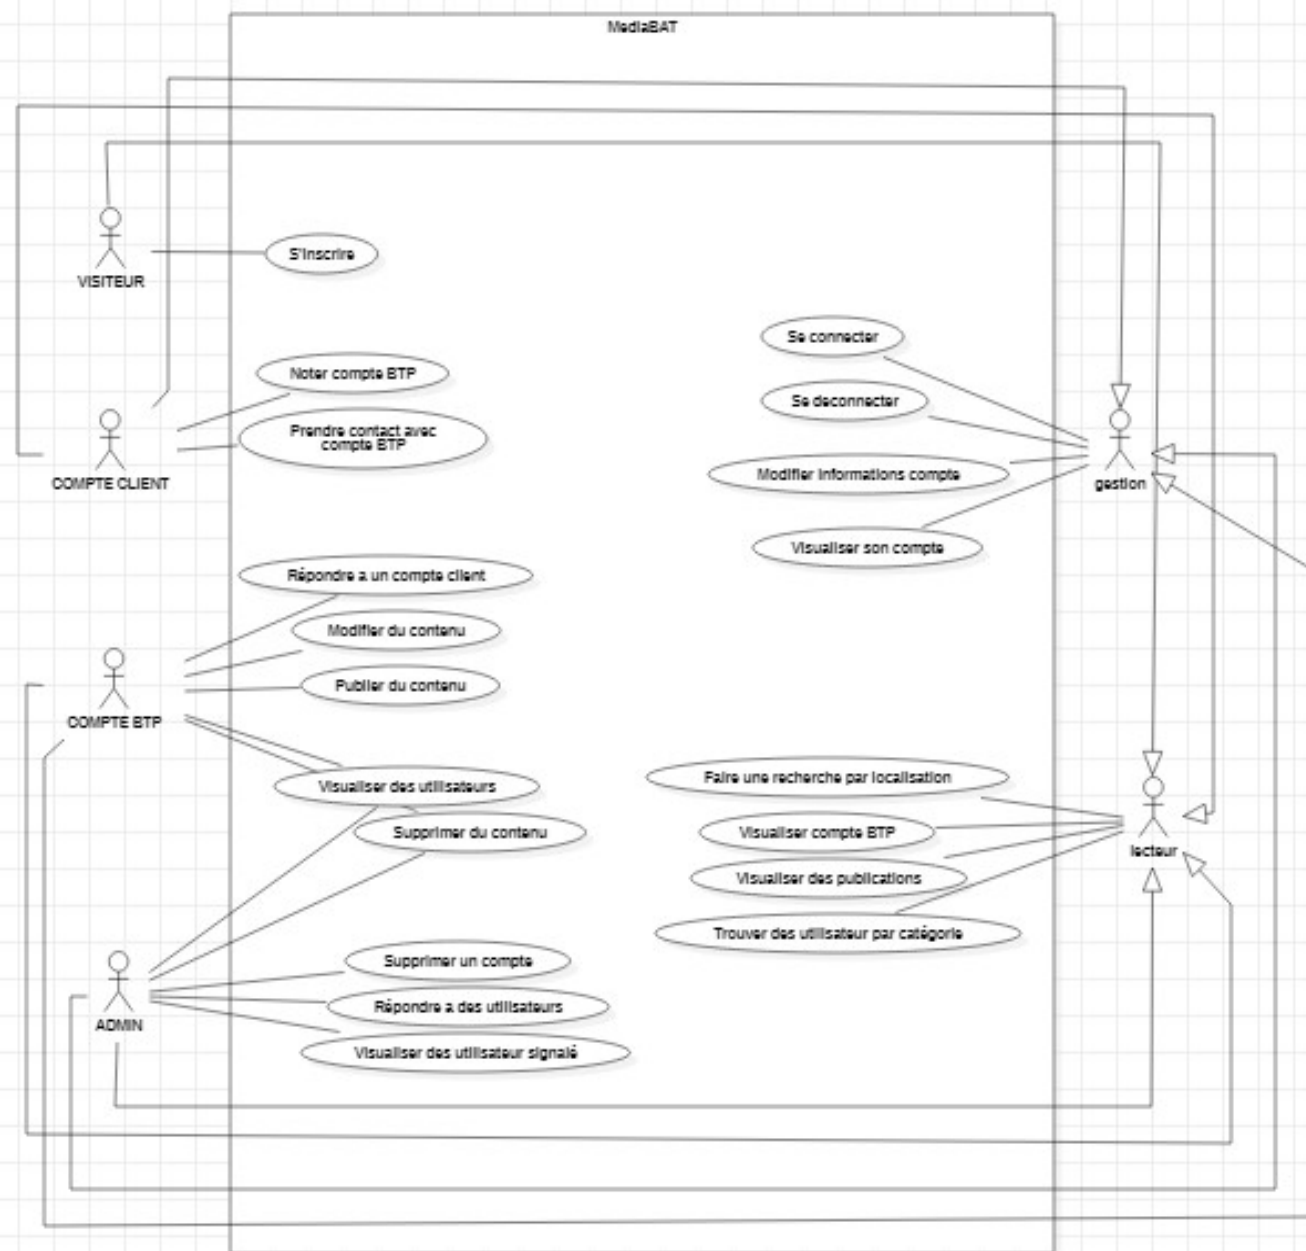 MediaBAT
VISITEUR
S'inscrire
Se connecter
Noter compte BTP
Se deconnecter
Prendre contact avec
compte BTP
COMPTE CLIENT
Modifier informations compte
gestion
Visualiser son compte
Répondre a un compte client
Modifier du contenu
Publier du contenu
COMPTE BTP
Visualiser des utilisateurs
Faire une recherche par localisation
Supprimer du contenu
Visualiser compte BTP
lecteur
Visualiser des publications
Trouver des utilisateur par catégorie
Supprimer un compte
Répondre a des utilisateurs
ADMIN
Visualiser des utilisateur signalé